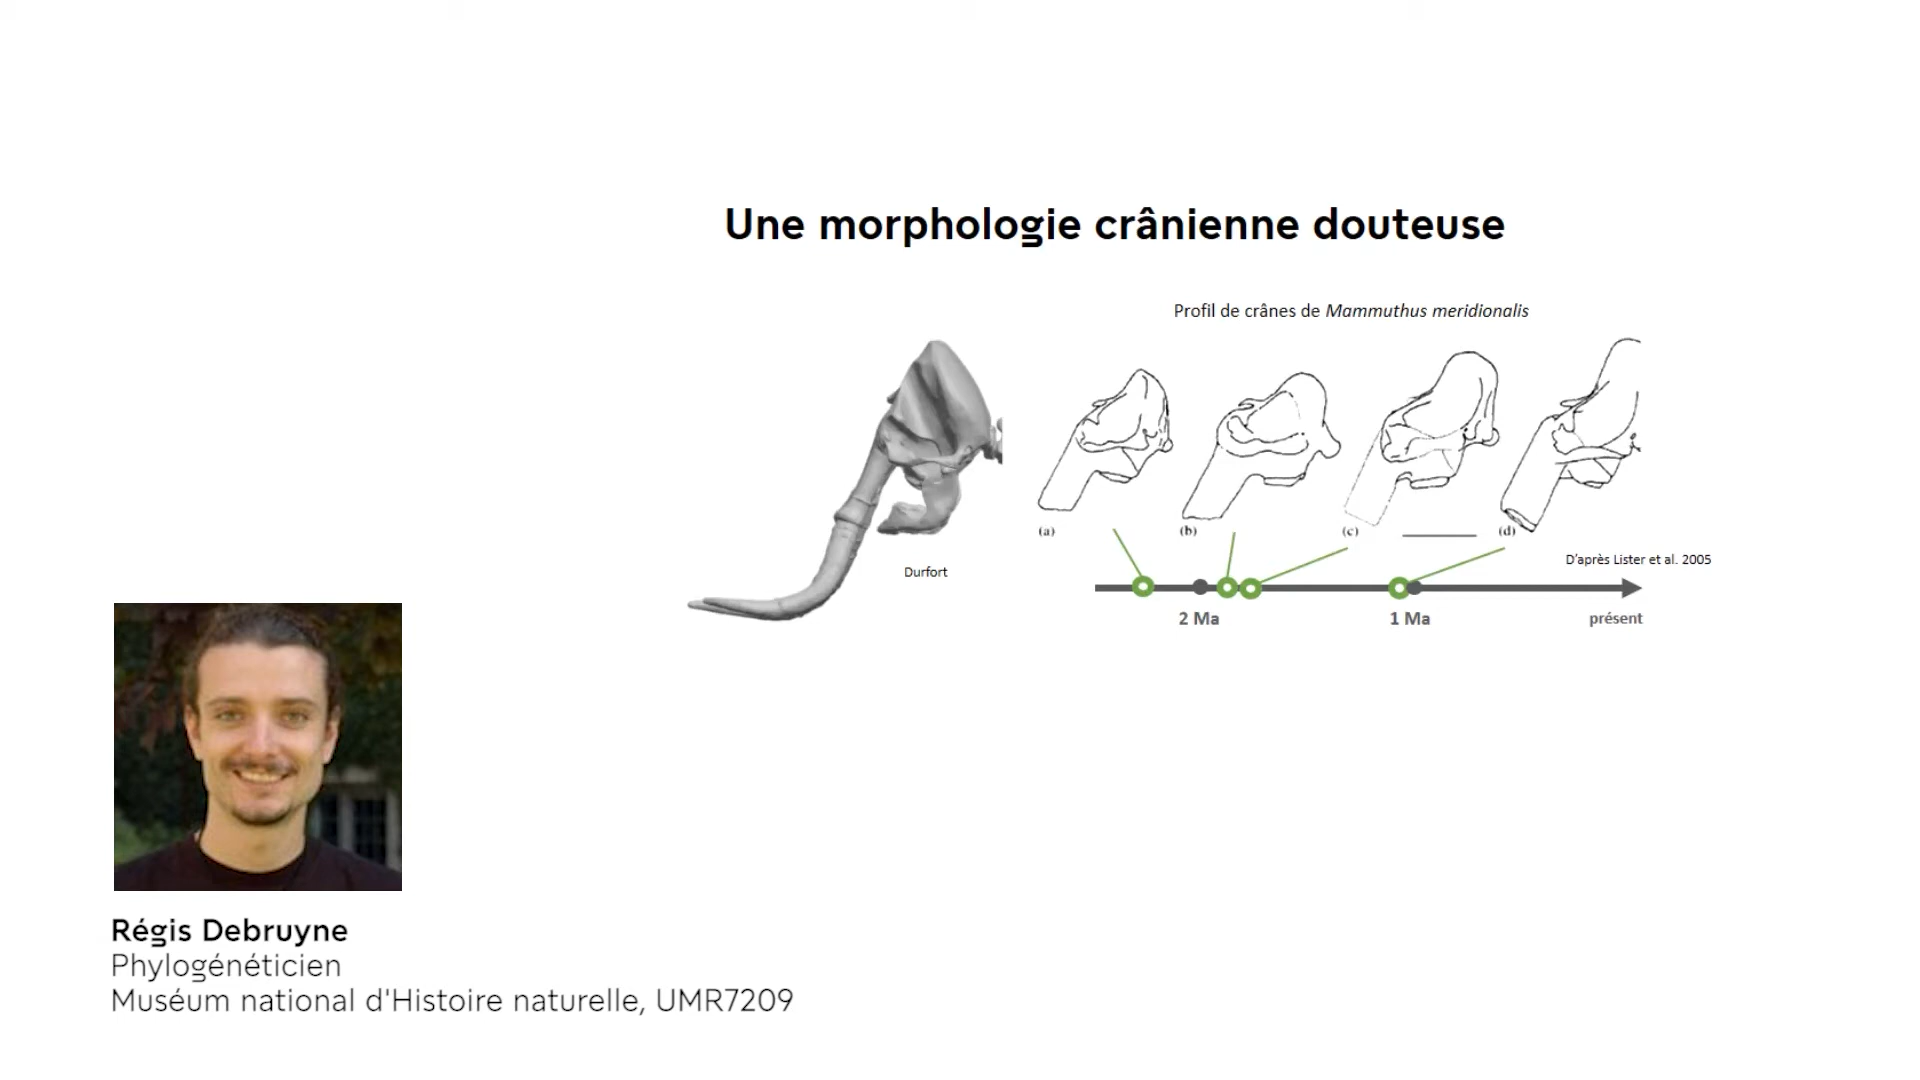 Une morphologie crânienne douteuse
Profil de crânes de Mammuthus meridionalis
(a) (b) (c) (d)
D'après Lister et al. 2005
Durfort
2 Ma 1 Ma présent
Régis Debruyne
Phylogénéticien
Muséum national d'Histoire naturelle, UMR7209